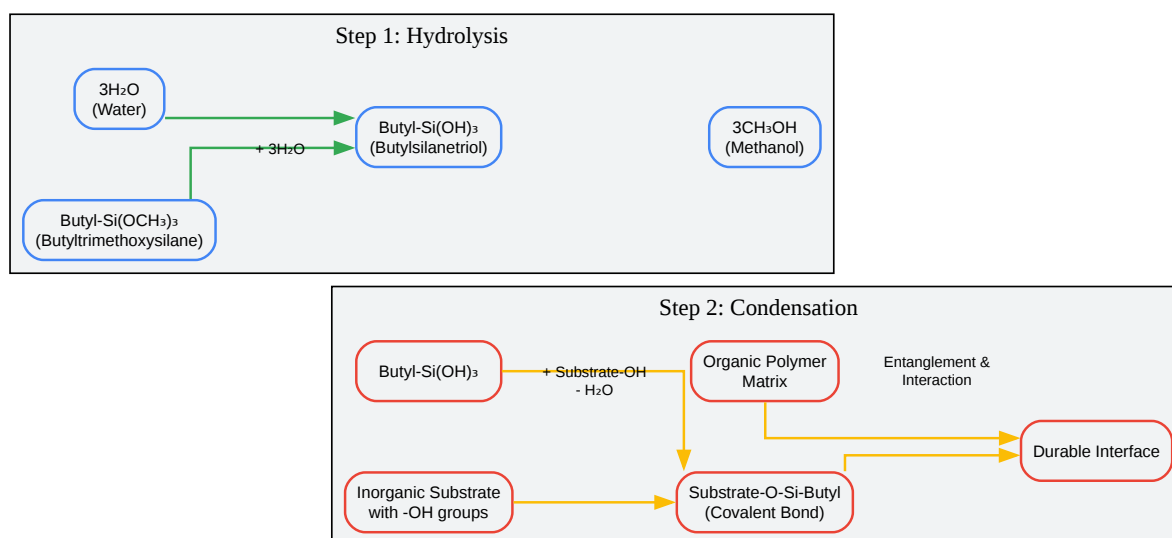 Step 1: Hydrolysis
3H₂O
(Water)
Butyl-Si(OH)₃
(Butylsilanetriol)
3CH₃OH
(Methanol)
+ 3H₂O
Butyl-Si(OCH₃)₃
(Butyltrimethoxysilane)
Step 2: Condensation
Butyl-Si(OH)₃
+ Substrate-OH
- H₂O
Organic Polymer
Matrix
Entanglement &
Interaction
Durable Interface
Inorganic Substrate
with -OH groups
Substrate-O-Si-Butyl
(Covalent Bond)